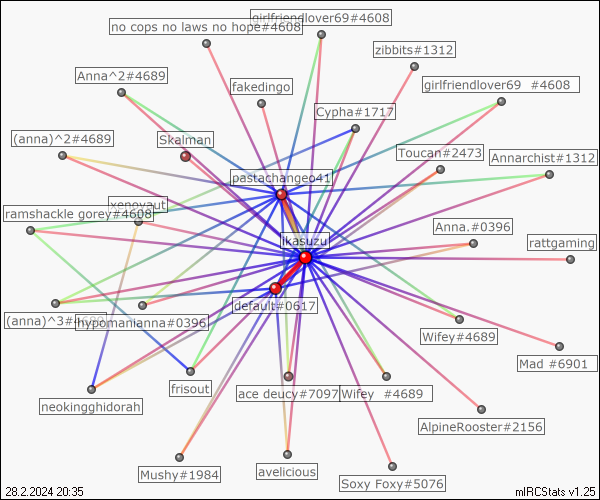 girlfriendlover69#4608
no cops no laws no hope#4608
zibbits#1312
Anna^2#4689
fakedingo
girlfriendlover69 #4608
Cypha#1717
(anna)^2#4689
Skalman
Toucan#2473
Annarchist#1312
pastachangeo41
xenoyaut
ramshackle gorey#4608
Anna.#0396
ikasuzu
rattgaming
default#0617
(anna)^3#4689
hypomanianna#0396
Wifey#4689
Mad #6901
frisout
ace deucy#7097
Wifey #4689
neokingghidorah
AlpineRooster#2156
Mushy#1984
avelicious
Soxy Foxy#5076
28.2.2024 20:35
mIRCStats v1.25